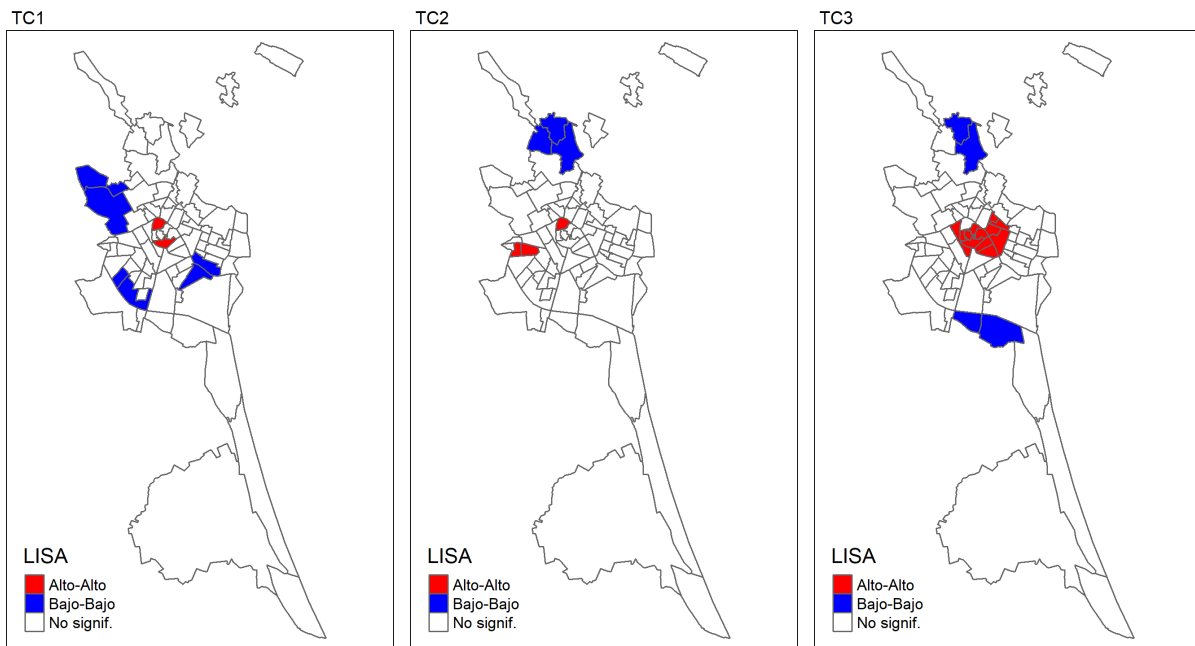 TC1
TC2
TC3
LISA
Alto-Alto
Bajo-Bajo
No signif.
LISA
Alto-Alto
Bajo-Bajo
No signif.
LISA
Alto-Alto
Bajo-Bajo
No signif.